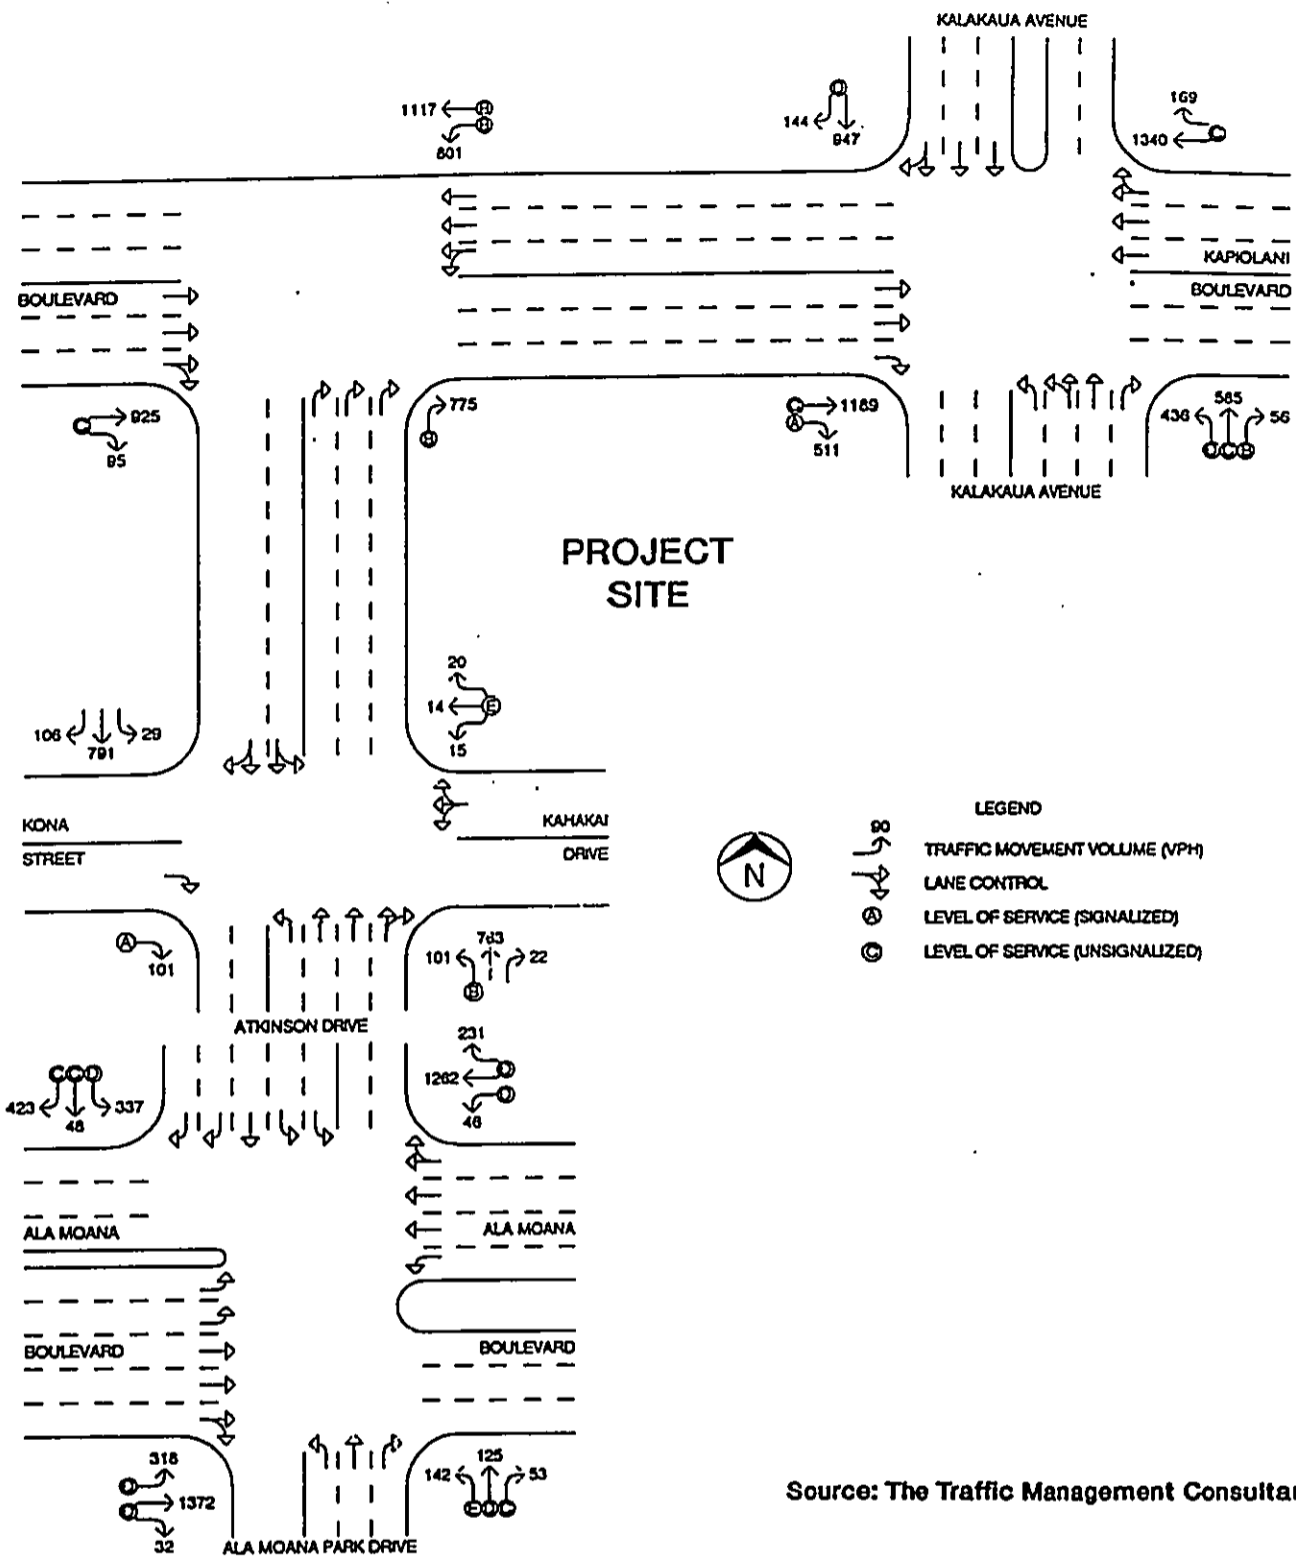 KALAKAUA AVENUE
1117
801
144
947
169
1340
KAPIOLANI
BOULEVARD
BOULEVARD
925
95
775
1189
A
511
436
585
56
B
KALAKAUA AVENUE
PROJECT
SITE
20
14
E
15
106
791
29
KONA
STREET
KAHAKAI
DRIVE
A
101
101
763
22
B
ATKINSON DRIVE
LEGEND
90
TRAFFIC MOVEMENT VOLUME (VPH)
LANE CONTROL
A LEVEL OF SERVICE (SIGNALIZED)
C LEVEL OF SERVICE (UNSIGNALIZED)
N
C C D
423
48
337
231
1262
D
D
46
ALA MOANA
ALA MOANA
BOULEVARD
BOULEVARD
318
1372
32
142
125
53
ALA MOANA PARK DRIVE
Source: The Traffic Management Consulta